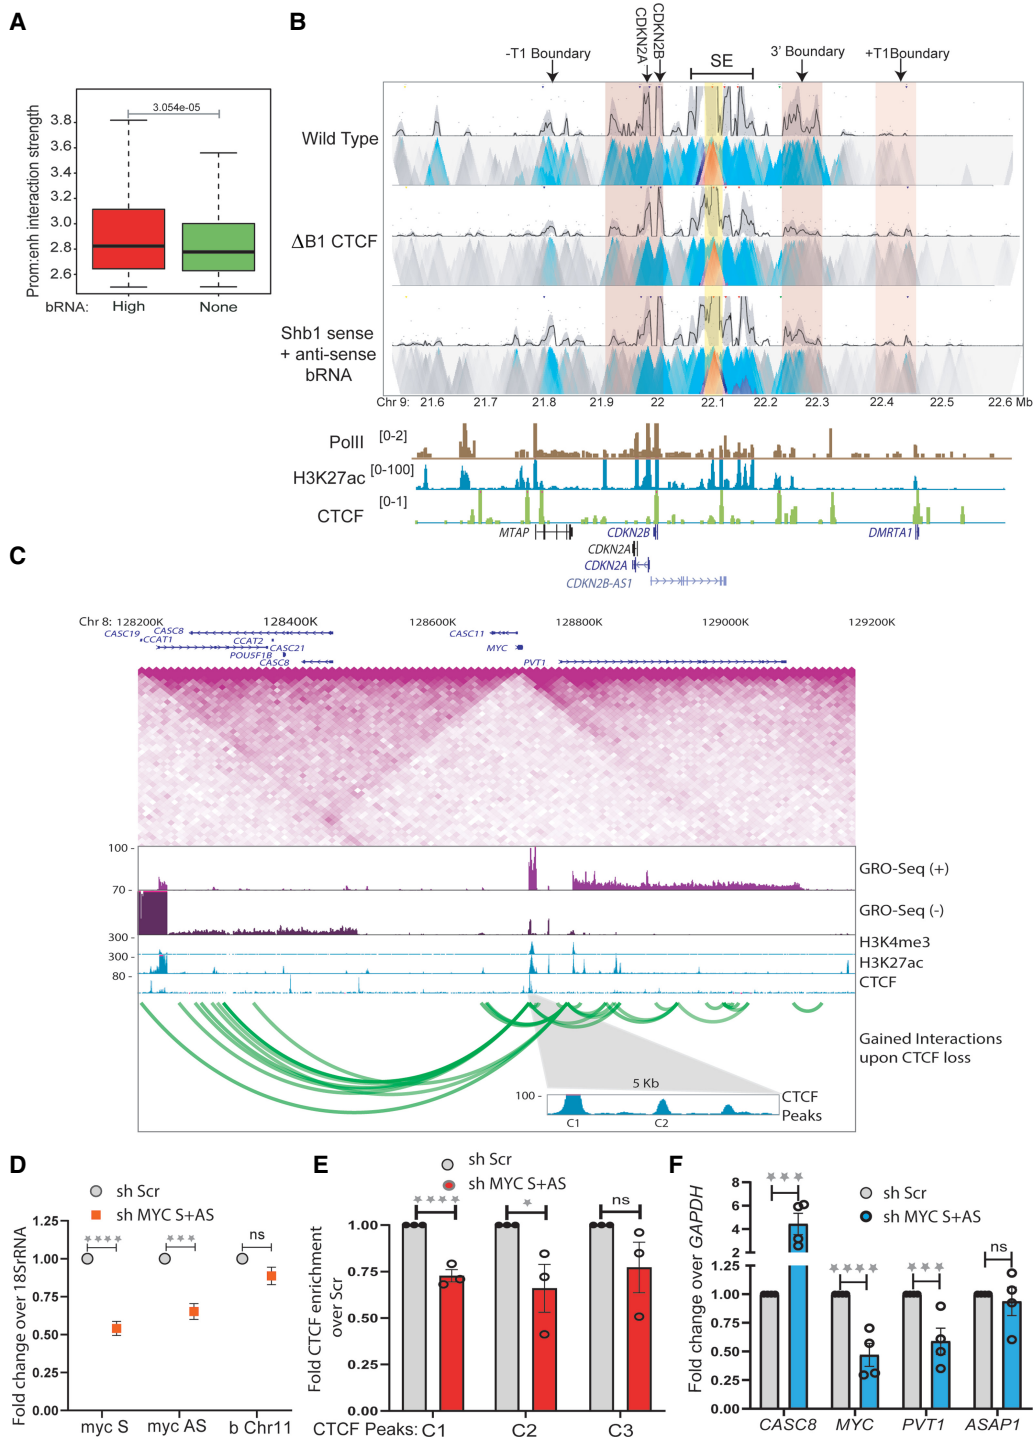 A
3.054e-05
Prom:enh interaction strength
3.8
3.6
3.4
3.2
3.0
2.8
2.6
bRNA:
High
None
B
-T1 Boundary
CDKN2A
CDKN2B
SE
3' Boundary
+T1Boundary
Wild Type
ΔB1 CTCF
Shb1 sense
+ anti-sense
bRNA
Chr 9: 21.6 21.7 21.8 21.9 22 22.1 22.2 22.3 22.4 22.5 22.6 Mb
PolII [0-2]
H3K27ac [0-100]
CTCF [0-1]
MTAP CDKN2B DMRTA1
CDKN2A
CDKN2A
CDKN2B-AS1
C
Chr 8: 128200K 128400K 128600K 128800K 129000K 129200K
CASC19 CASC8 CASC11
CCAT1 CCAT2 CASC21 MYC
POU5F1B
CASC8 PVT1
100 -
GRO-Seq (+)
70 -
GRO-Seq (-)
300 -
H3K4me3
300 -
H3K27ac
80 -
CTCF
Gained Interactions
upon CTCF loss
5 Kb
100 -
CTCF
Peaks
C1 C2
D
sh Scr
sh MYC S+AS
Fold change over 18SrRNA
1.25
1.00
0.75
0.50
0.25
0.00
ns
myc S myc AS b Chr11
E
sh Scr
sh MYC S+AS
Fold CTCF enrichment
over Scr
1.00
0.75
0.50
0.25
0.00
ns
CTCF Peaks: C1 C2 C3
F
sh Scr
sh MYC S+AS
Fold change over GAPDH
8
6
4
2
1.25
1.00
0.75
0.50
0.25
0.00
ns
CASC8 MYC PVT1 ASAP1